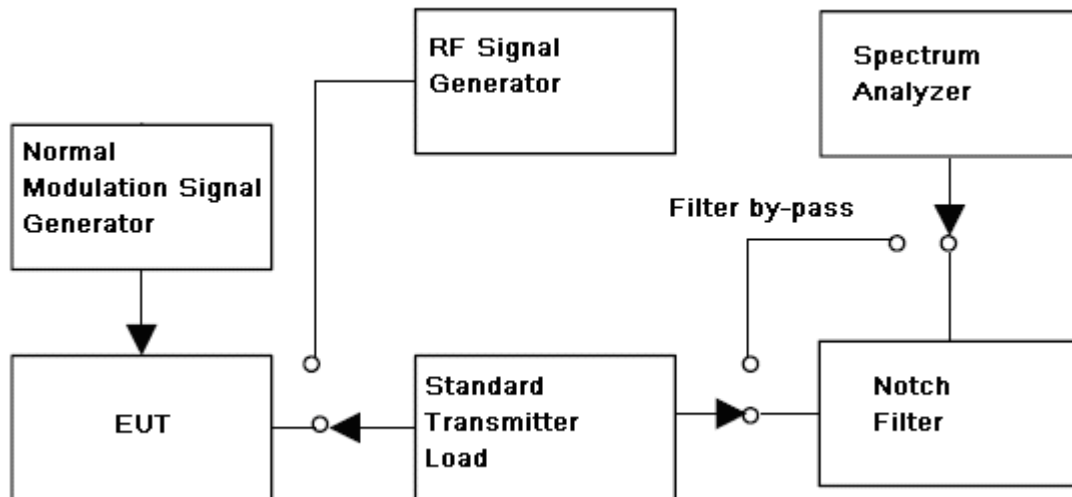 RF Signal
Generator
Spectrum
Analyzer
Normal
Modulation Signal
Generator
Filter by-pass
EUT
Standard
Transmitter
Load
Notch
Filter